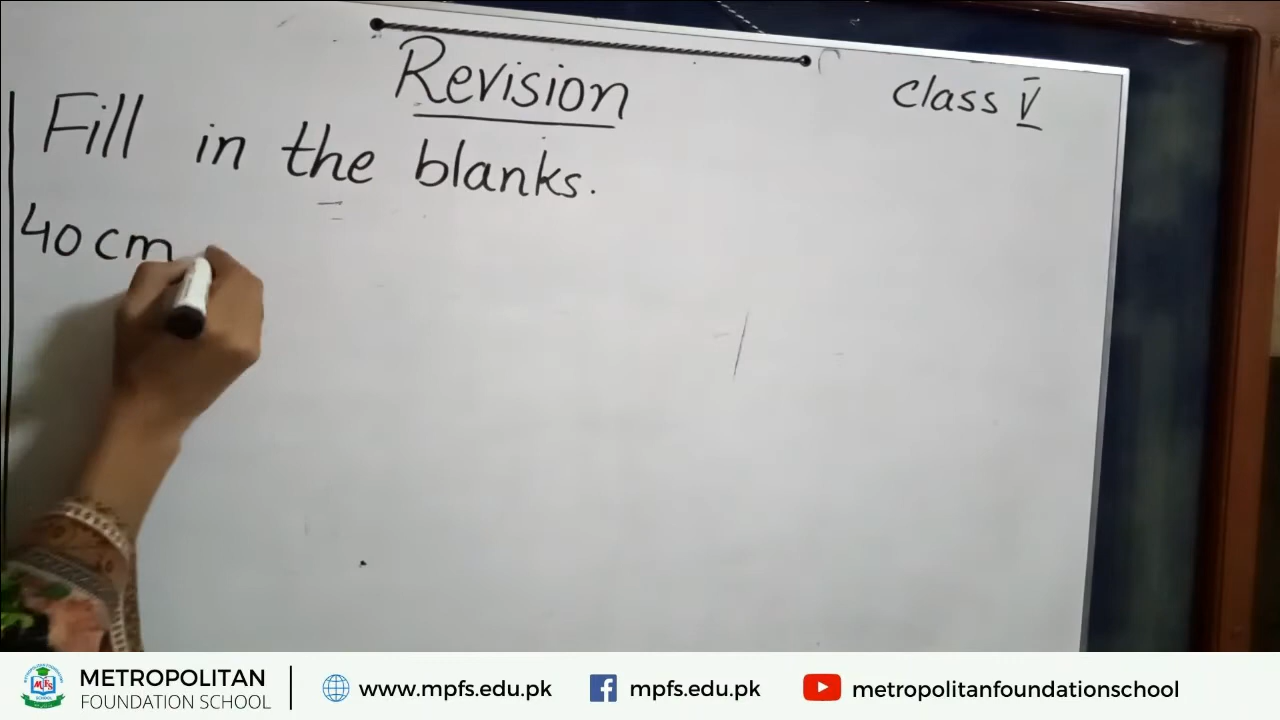 Revision
Class V
Fill in the blanks.
40 cm
METROPOLITAN
FOUNDATION SCHOOL
www.mpfs.edu.pk
mpfs.edu.pk
metropolitanfoundationschool